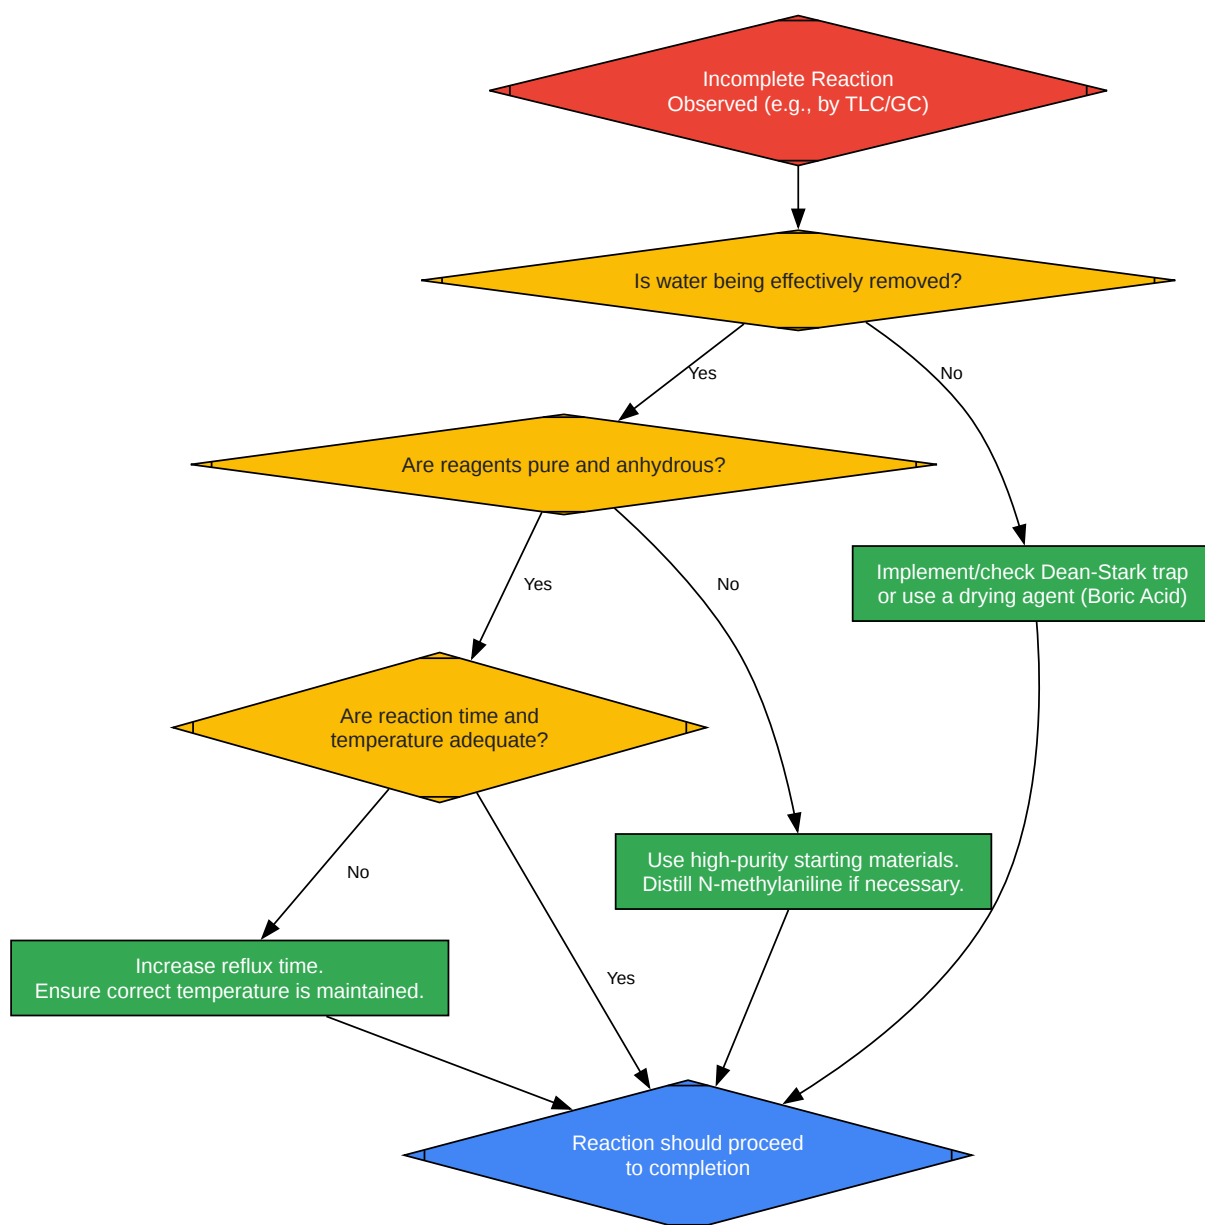 Incomplete Reaction
Observed (e.g., by TLC/GC)
Is water being effectively removed?
Yes
No
Are reagents pure and anhydrous?
Yes
No
Implement/check Dean-Stark trap
or use a drying agent (Boric Acid)
Are reaction time and
temperature adequate?
No
Yes
Use high-purity starting materials.
Distill N-methylaniline if necessary.
Increase reflux time.
Ensure correct temperature is maintained.
Reaction should proceed
to completion